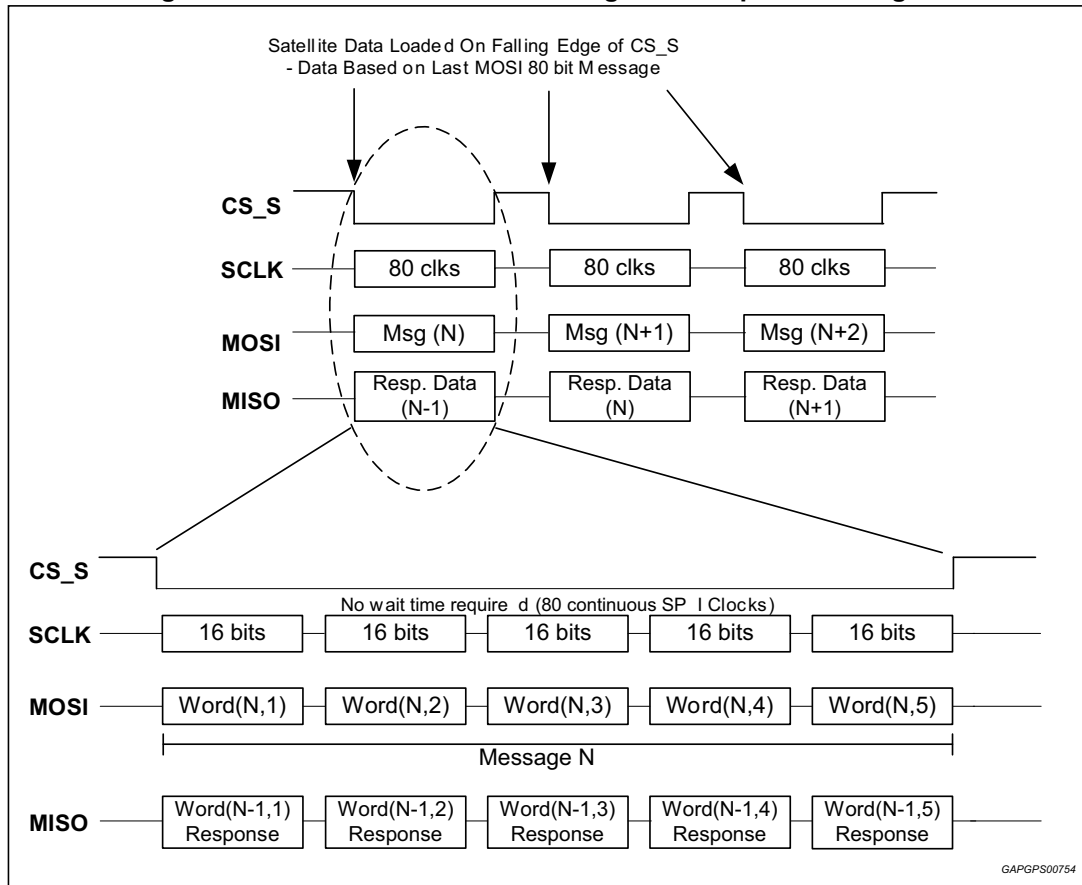 Satellite Data Loaded On Falling Edge of CS_S
- Data Based on Last MOSI 80 bit Message
CS_S
SCLK 80 clks 80 clks 80 clks
MOSI Msg (N) Msg (N+1) Msg (N+2)
MISO Resp. Data (N-1) Resp. Data (N) Resp. Data (N+1)
CS_S
No wait time require d (80 continuous SP I Clocks)
SCLK 16 bits 16 bits 16 bits 16 bits 16 bits
MOSI Word(N,1) Word(N,2) Word(N,3) Word(N,4) Word(N,5)
Message N
MISO Word(N-1,1) Response Word(N-1,2) Response Word(N-1,3) Response Word(N-1,4) Response Word(N-1,5) Response
GAPGPS00754